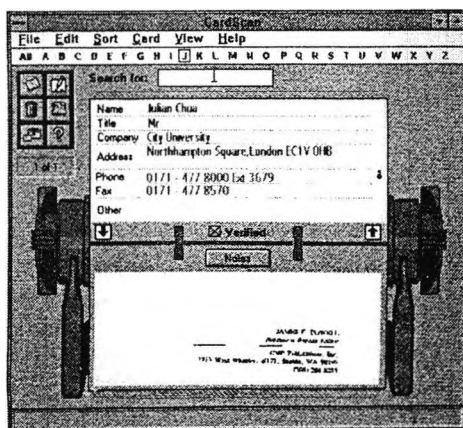 CardScan
File Edit Sort Card View Help
AB A B C D E F G H I J K L M N O P Q R S T U V W X Y Z
Search for:
1 of 1
Name Julian Chua
Title Mr
Company City University
Address Northhampton Square, London EC1V 0HB
Phone 0171 - 477 8000 Ext 3679
Fax 0171 - 477 8570
Other
Verified
Notes